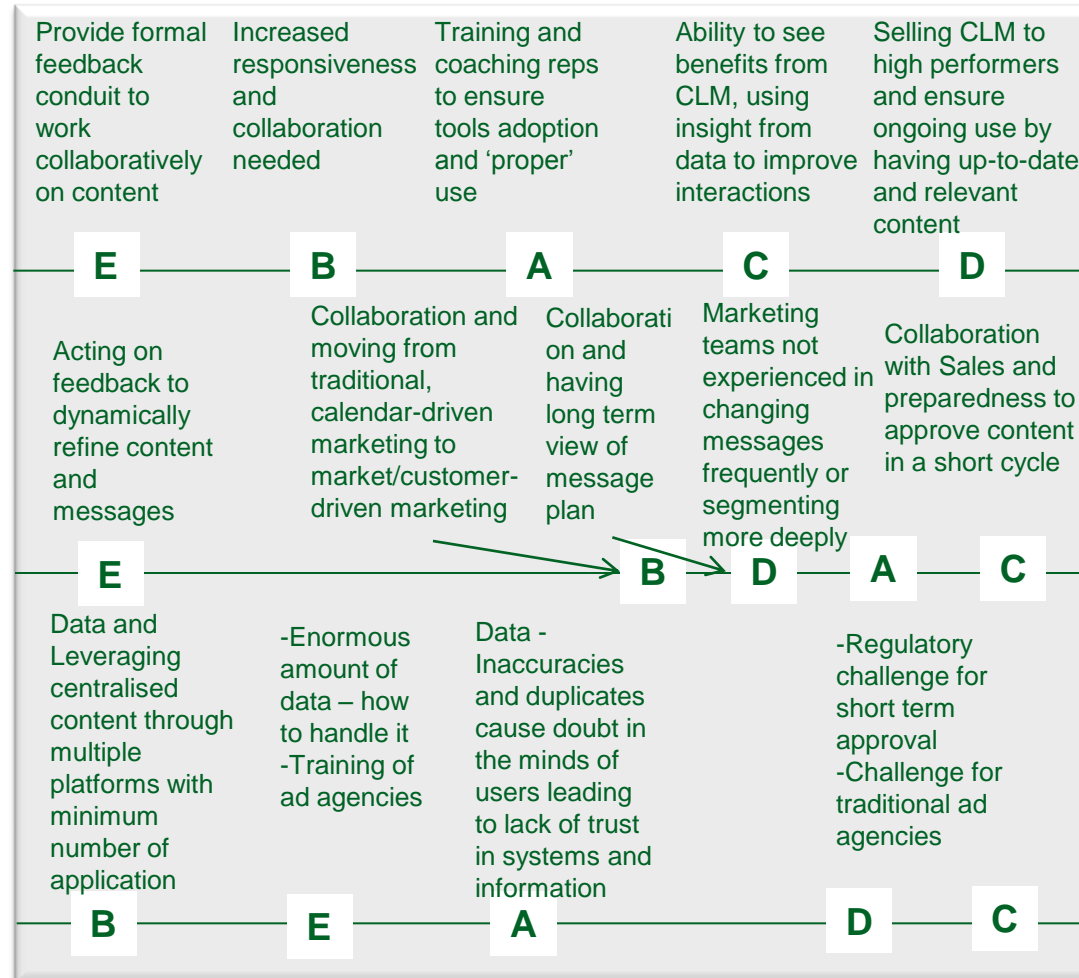 Provide formal
feedback
conduit to
work
collaboratively
on content
Increased
responsiveness
and
collaboration
needed
Training and
coaching reps
to ensure
tools adoption
and ‘proper’
use
Ability to see
benefits from
CLM, using
insight from
data to improve
interactions
Selling CLM to
high performers
and ensure
ongoing use by
having up-to-date
and relevant
content
E
B
A
C
D
Acting on
feedback to
dynamically
refine content
and
messages
Collaboration and
moving from
traditional,
calendar-driven
marketing to
market/customer-
driven marketing
Collaborati
on and
having
long term
view of
message
plan
Marketing
teams not
experienced in
changing
messages
frequently or
segmenting
more deeply
Collaboration
with Sales and
preparedness to
approve content
in a short cycle
E
B
D
A
C
Data and
Leveraging
centralised
content through
multiple
platforms with
minimum
number of
application
-Enormous
amount of
data – how
to handle it
-Training of
ad agencies
Data -
Inaccuracies
and duplicates
cause doubt in
the minds of
users leading
to lack of trust
in systems and
information
-Regulatory
challenge for
short term
approval
-Challenge for
traditional ad
agencies
B
E
A
D
C